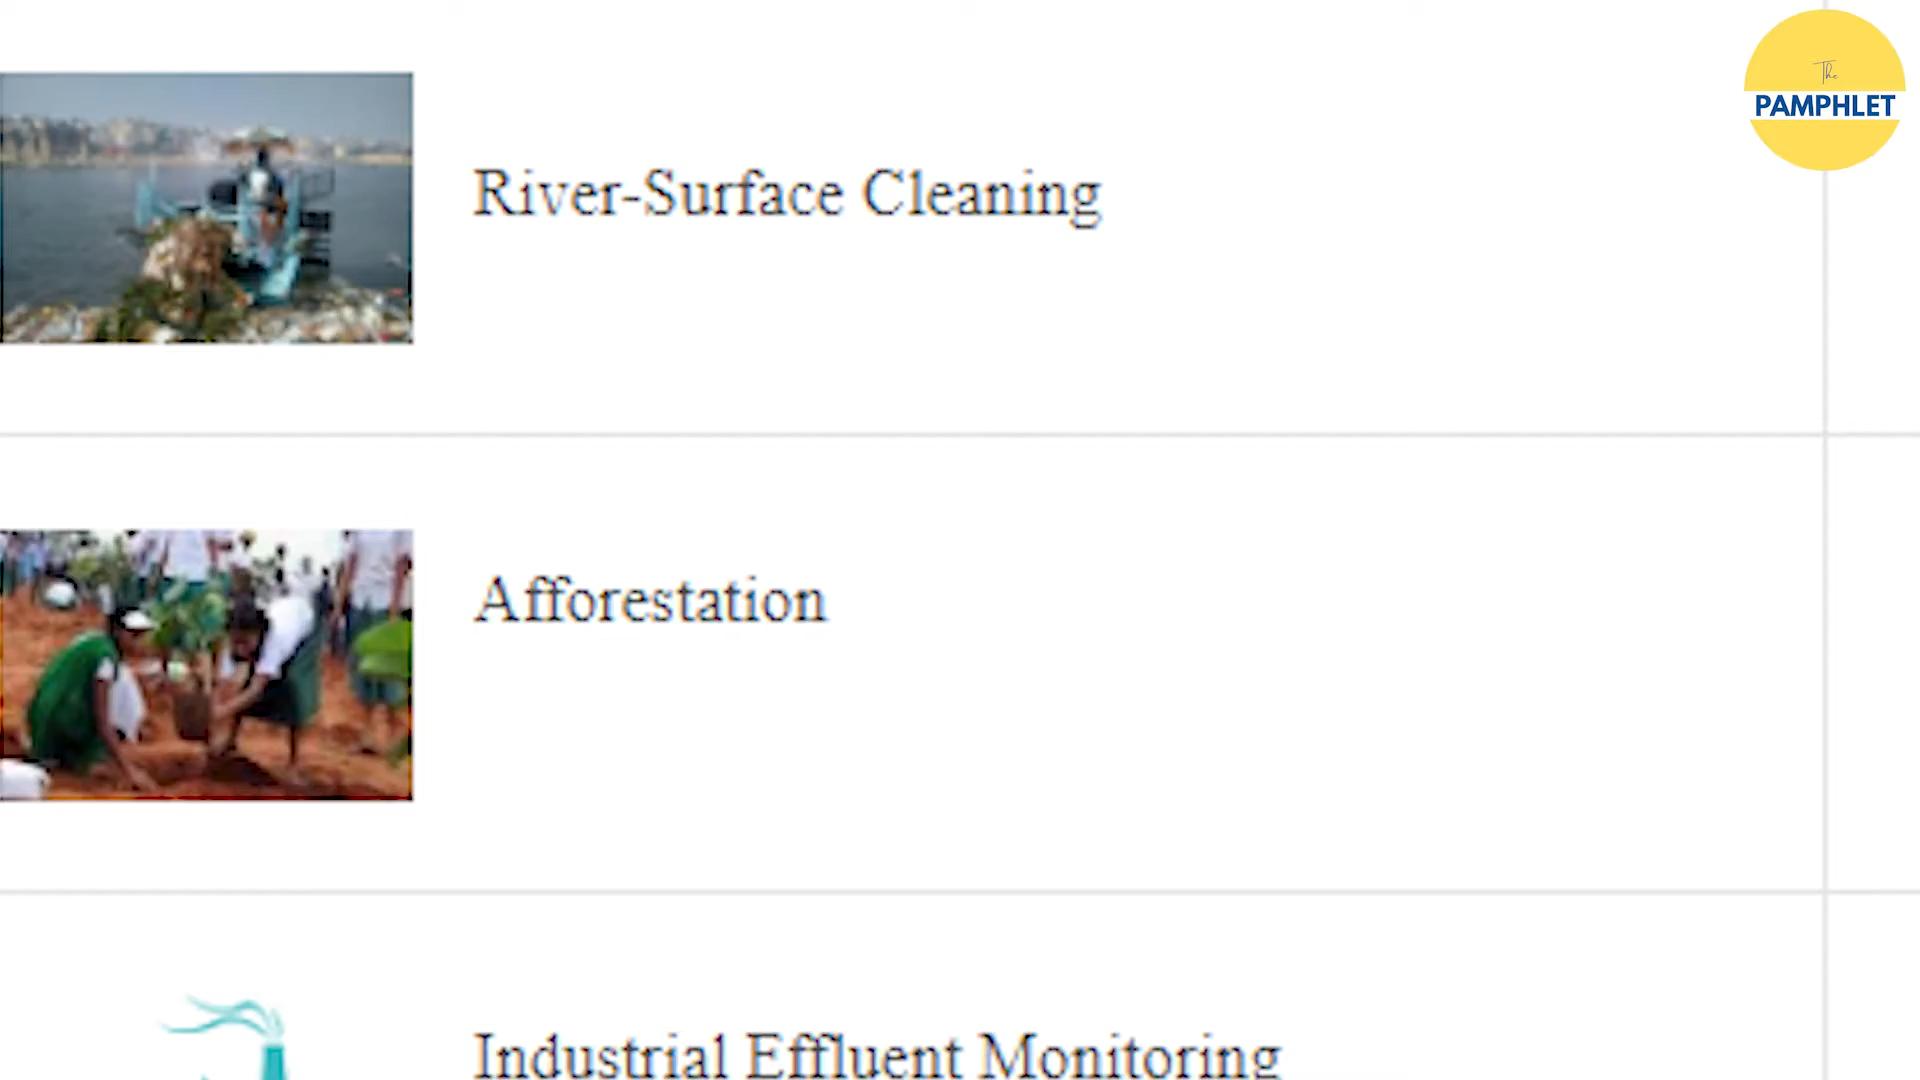 The
PAMPHLET
River-Surface Cleaning
Afforestation
Industrial Effluent Monitoring